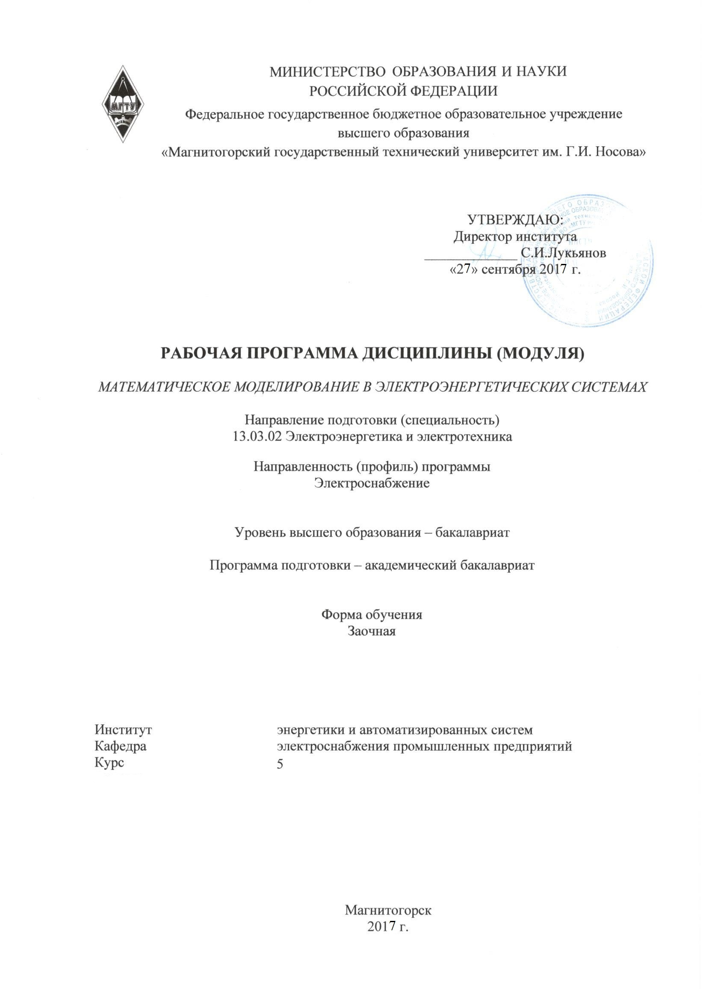 МИНИСТЕРСТВО ОБРАЗОВАНИЯ И НАУКИ
РОССИЙСКОЙ ФЕДЕРАЦИИ
Федеральное государственное бюджетное образовательное учреждение
высшего образования
«Магнитогорский государственный технический университет им. Г.И. Носова»
МГТУ
УТВЕРЖДАЮ:
Директор института
_____________ С.И.Лукьянов
«27» сентября 2017 г.
РАБОЧАЯ ПРОГРАММА ДИСЦИПЛИНЫ (МОДУЛЯ)
МАТЕМАТИЧЕСКОЕ МОДЕЛИРОВАНИЕ В ЭЛЕКТРОЭНЕРГЕТИЧЕСКИХ СИСТЕМАХ
Направление подготовки (специальность)
13.03.02 Электроэнергетика и электротехника
Направленность (профиль) программы
Электроснабжение
Уровень высшего образования – бакалавриат
Программа подготовки – академический бакалавриат
Форма обучения
Заочная
Институт энергетики и автоматизированных систем
Кафедра электроснабжения промышленных предприятий
Курс 5
Магнитогорск
2017 г.